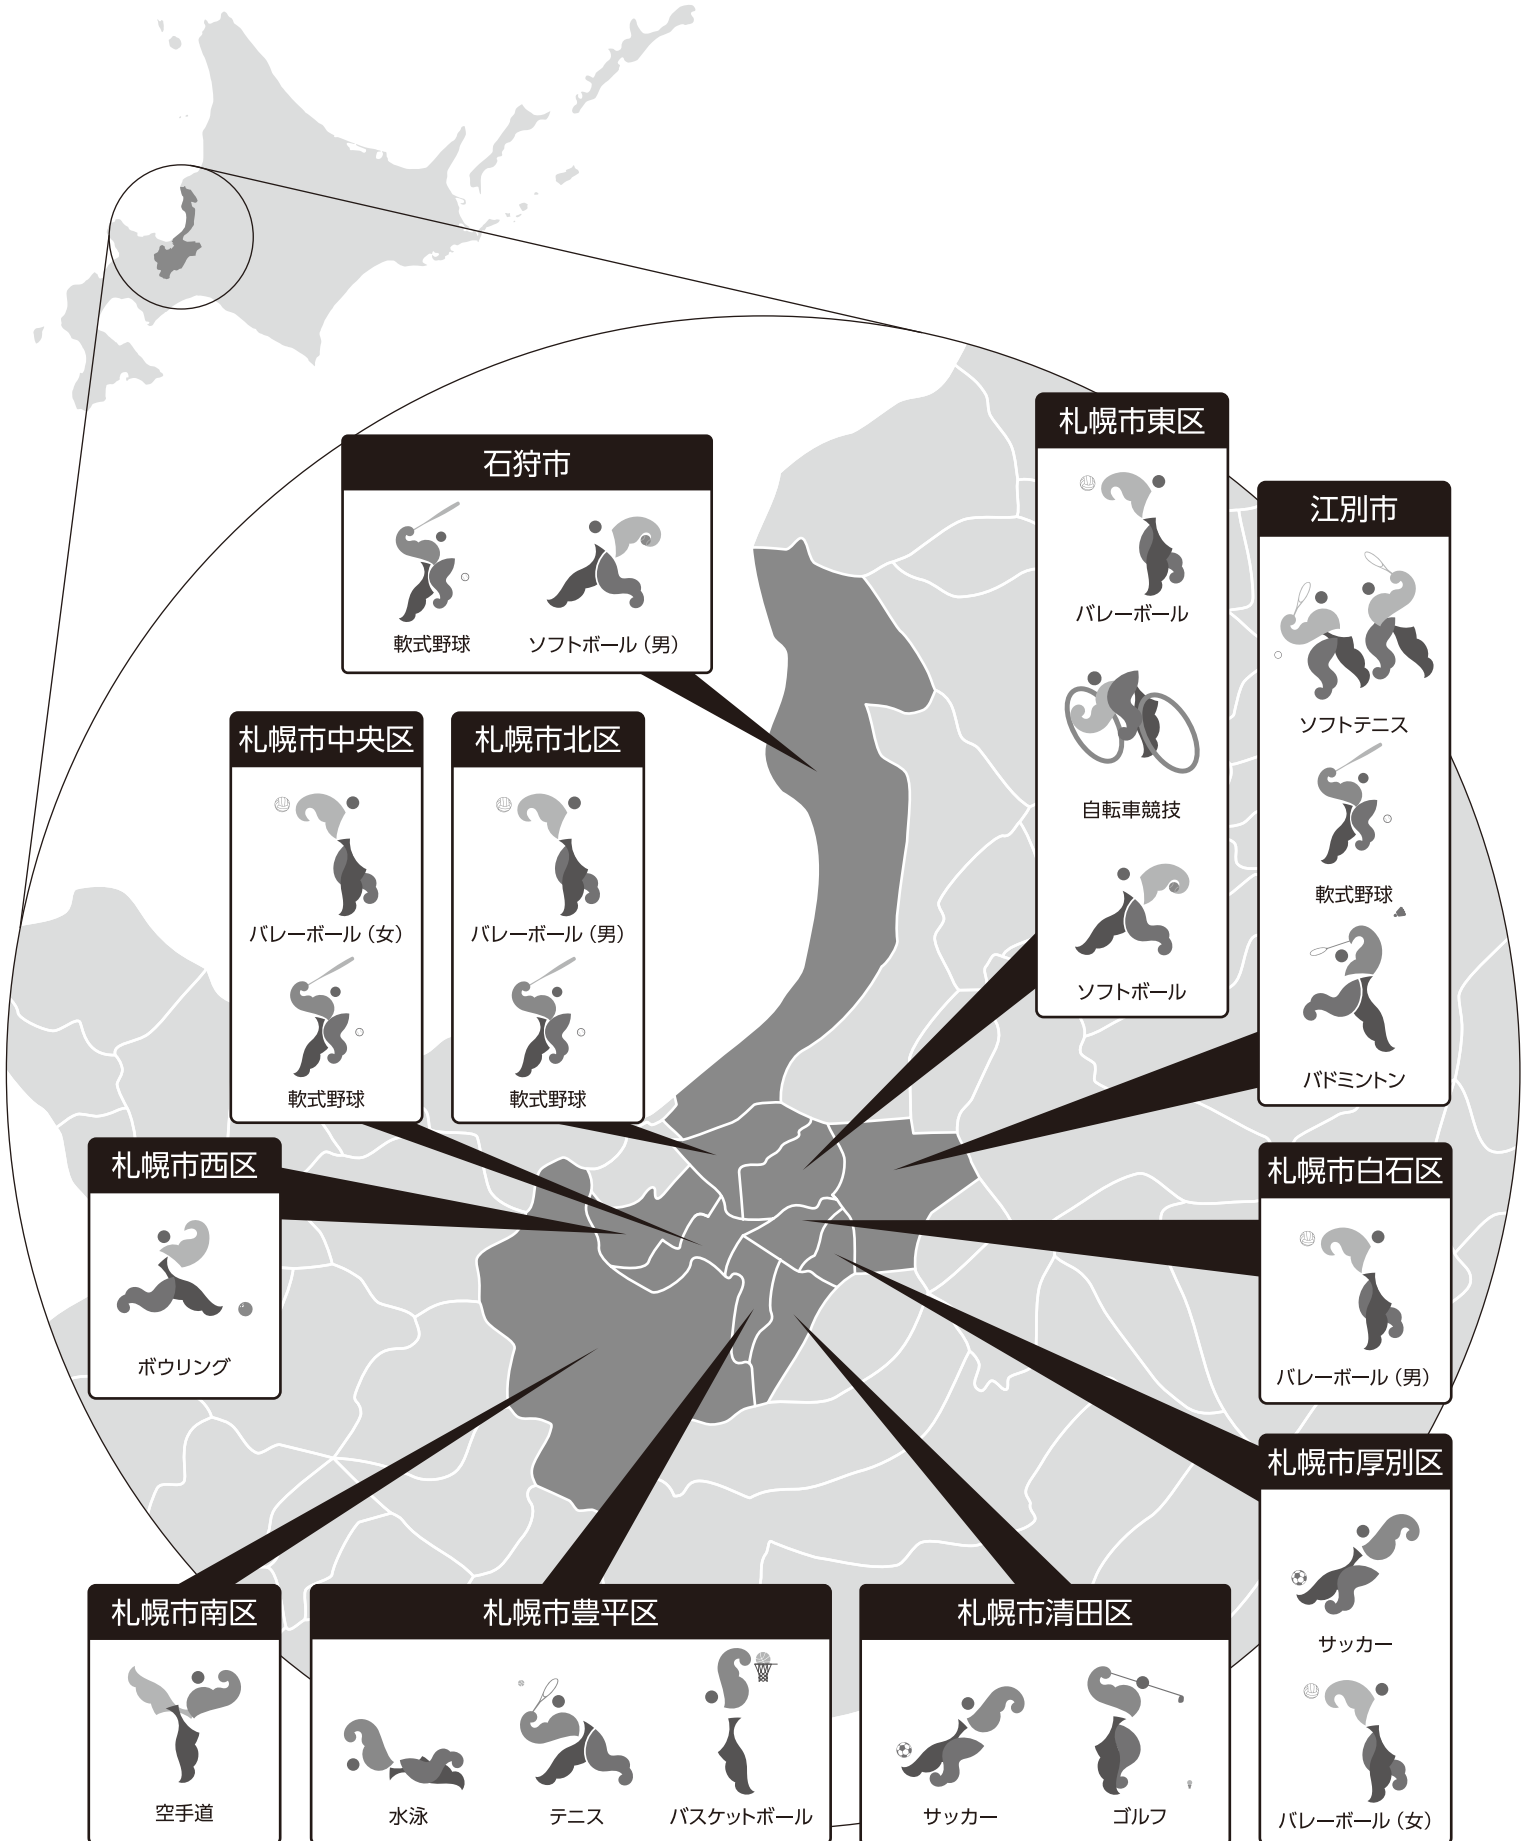 石狩市
軟式野球
ソフトボール（男）
札幌市東区
バレーボール
自転車競技
ソフトボール
江別市
ソフトテニス
軟式野球
バドミントン
札幌市中央区
バレーボール（女）
軟式野球
札幌市北区
バレーボール（男）
軟式野球
札幌市西区
ボウリング
札幌市白石区
バレーボール（男）
札幌市厚別区
サッカー
バレーボール（女）
札幌市南区
空手道
札幌市豊平区
水泳
テニス
バスケットボール
札幌市清田区
サッカー
ゴルフ